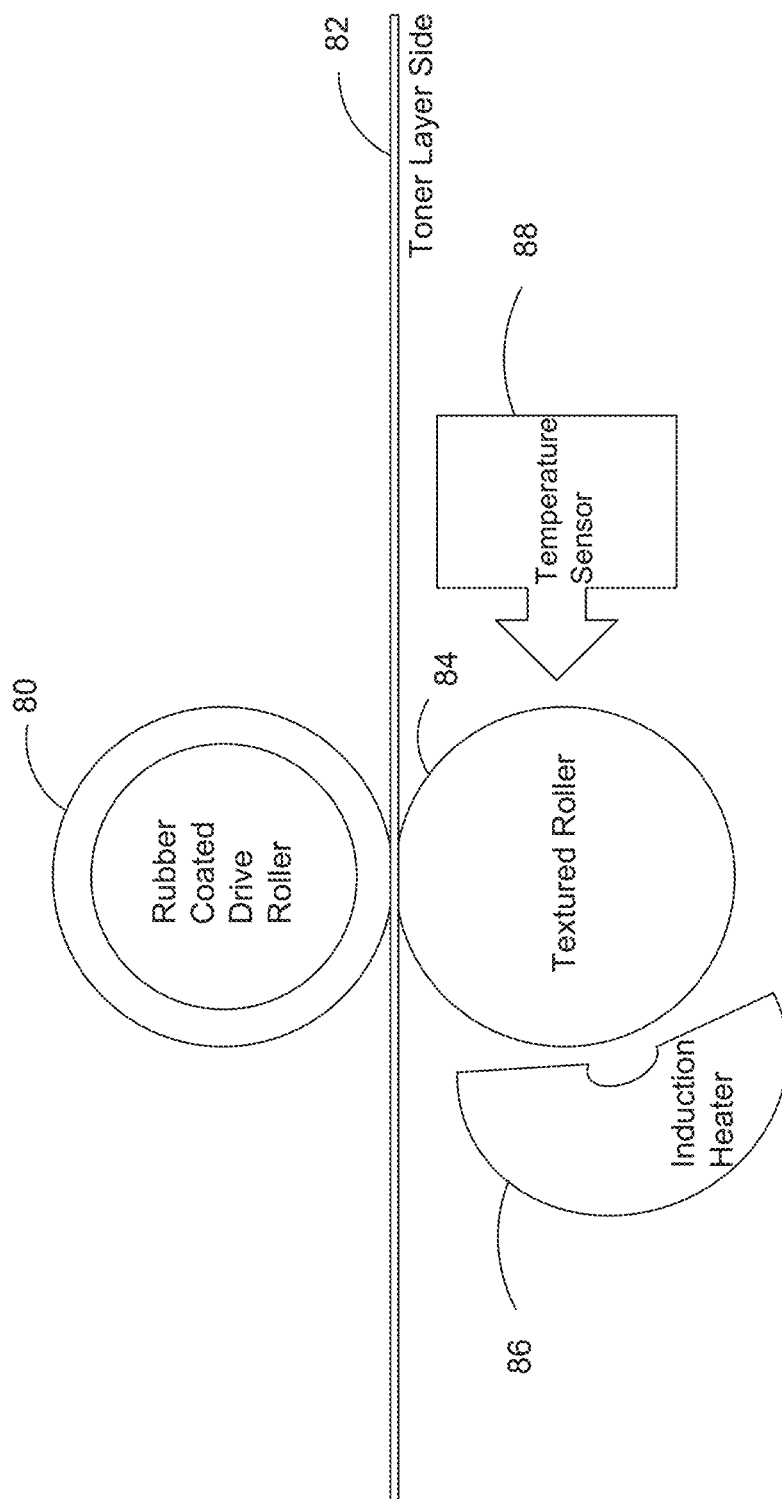 80
82
Rubber
Coated
Drive
Roller
Toner Layer Side
84
88
Textured Roller
Temperature
Sensor
86
Induction
Heater